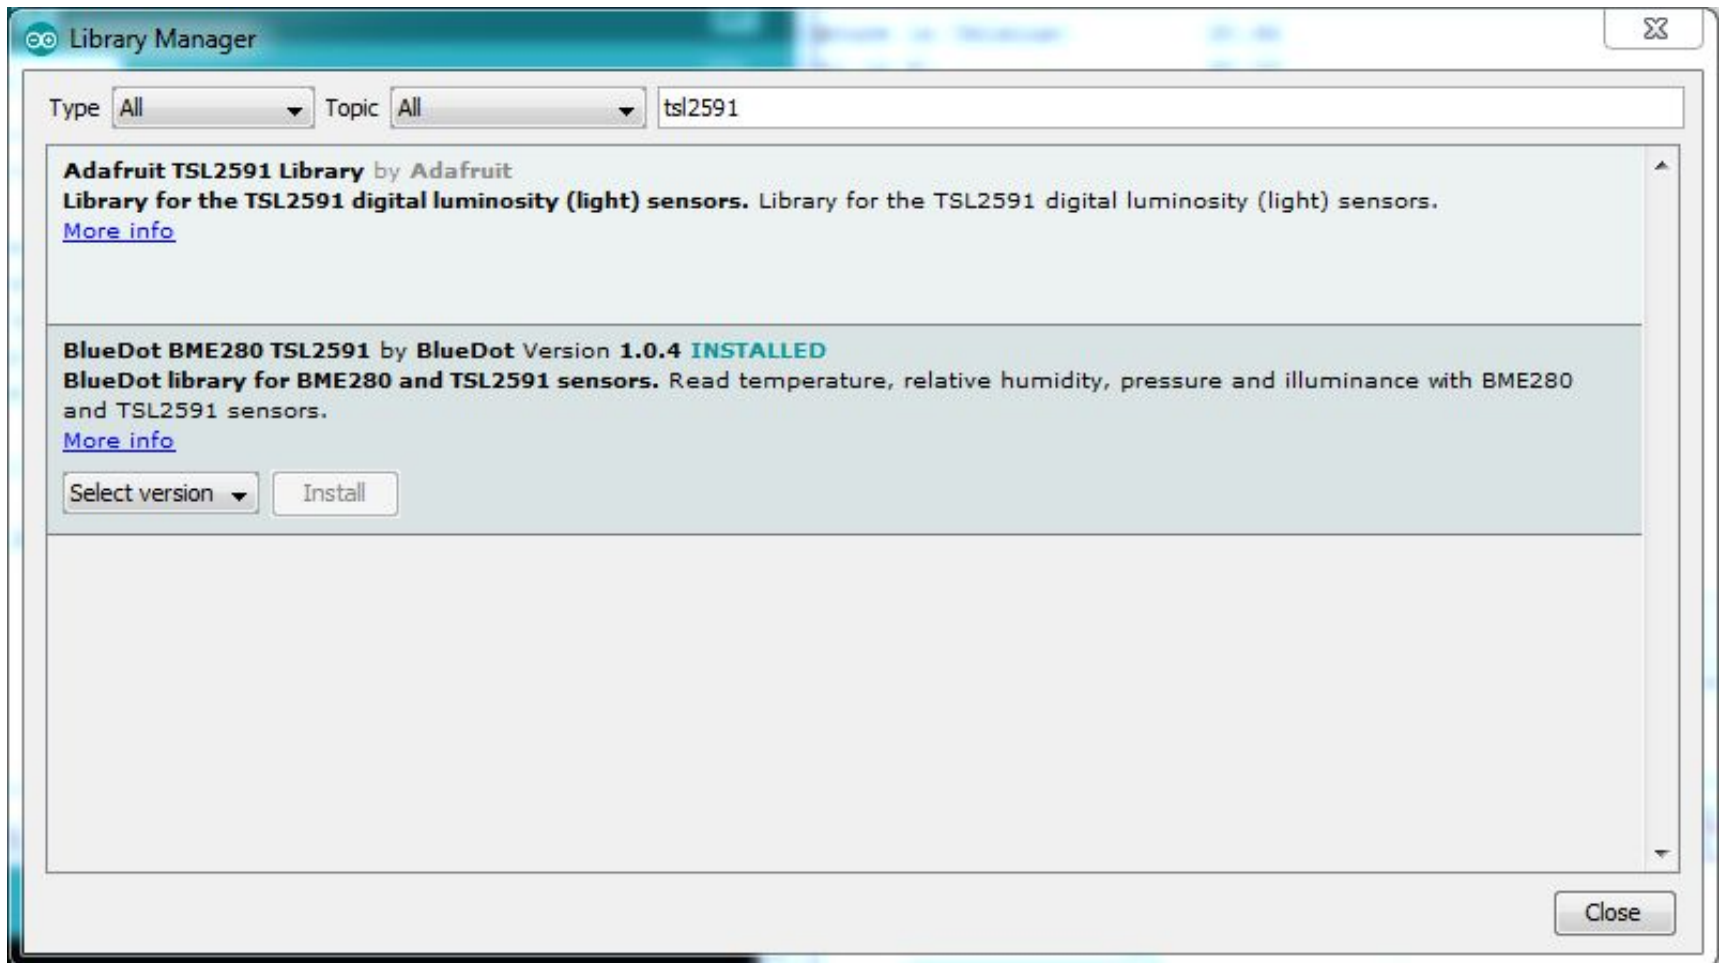 Library Manager
Type All Topic All tsl2591
Adafruit TSL2591 Library by Adafruit
Library for the TSL2591 digital luminosity (light) sensors. Library for the TSL2591 digital luminosity (light) sensors.
More info
BlueDot BME280 TSL2591 by BlueDot Version 1.0.4 INSTALLED
BlueDot library for BME280 and TSL2591 sensors. Read temperature, relative humidity, pressure and illuminance with BME280
and TSL2591 sensors.
More info
Select version Install
Close